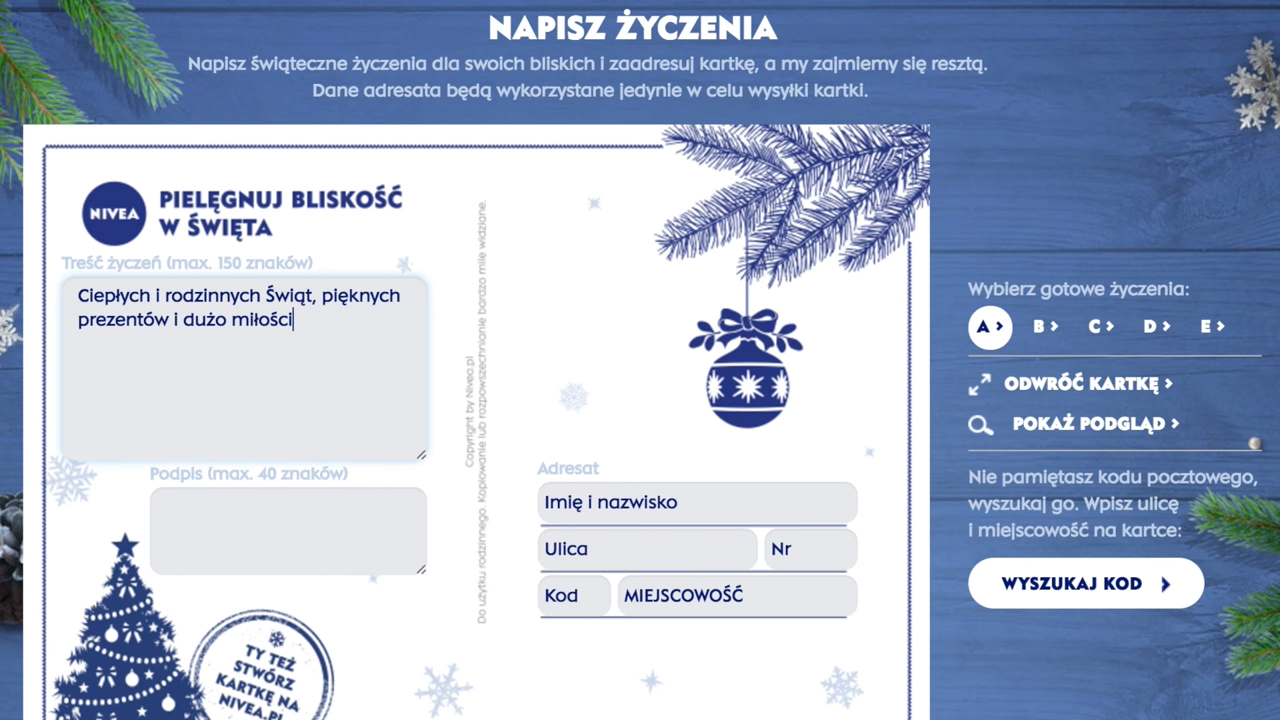 NAPISZ ŻYCZENIA
Napisz świąteczne życzenia dla swoich bliskich i zaadresuj kartkę, a my zajmiemy się resztą.
Dane adresata będą wykorzystane jedynie w celu wysyłki kartki.
NIVEA
PIELĘGNUJ BLISKOŚĆ
W ŚWIĘTA
Treść życzeń (max. 150 znaków)
Ciepłych i rodzinnych Świąt, pięknych
prezentów i dużo miłości
Podpis (max. 40 znaków)
TY TEŻ
STWÓRZ
KARTKĘ NA
NIVEA.PL
Copyright by Nivea.pl
Do użytku rodzinnego. Kopiowanie lub rozpowszechnianie bardzo mile widziane.
Adresat
Imię i nazwisko
Ulica
Nr
Kod
MIEJSCOWOŚĆ
Wybierz gotowe życzenia:
A > B > C > D > E >
ODWRÓĆ KARTKĘ >
POKAŻ PODGLĄD >
Nie pamiętasz kodu pocztowego,
wyszukaj go. Wpisz ulicę
i miejscowość na kartce:
WYSZUKAJ KOD >